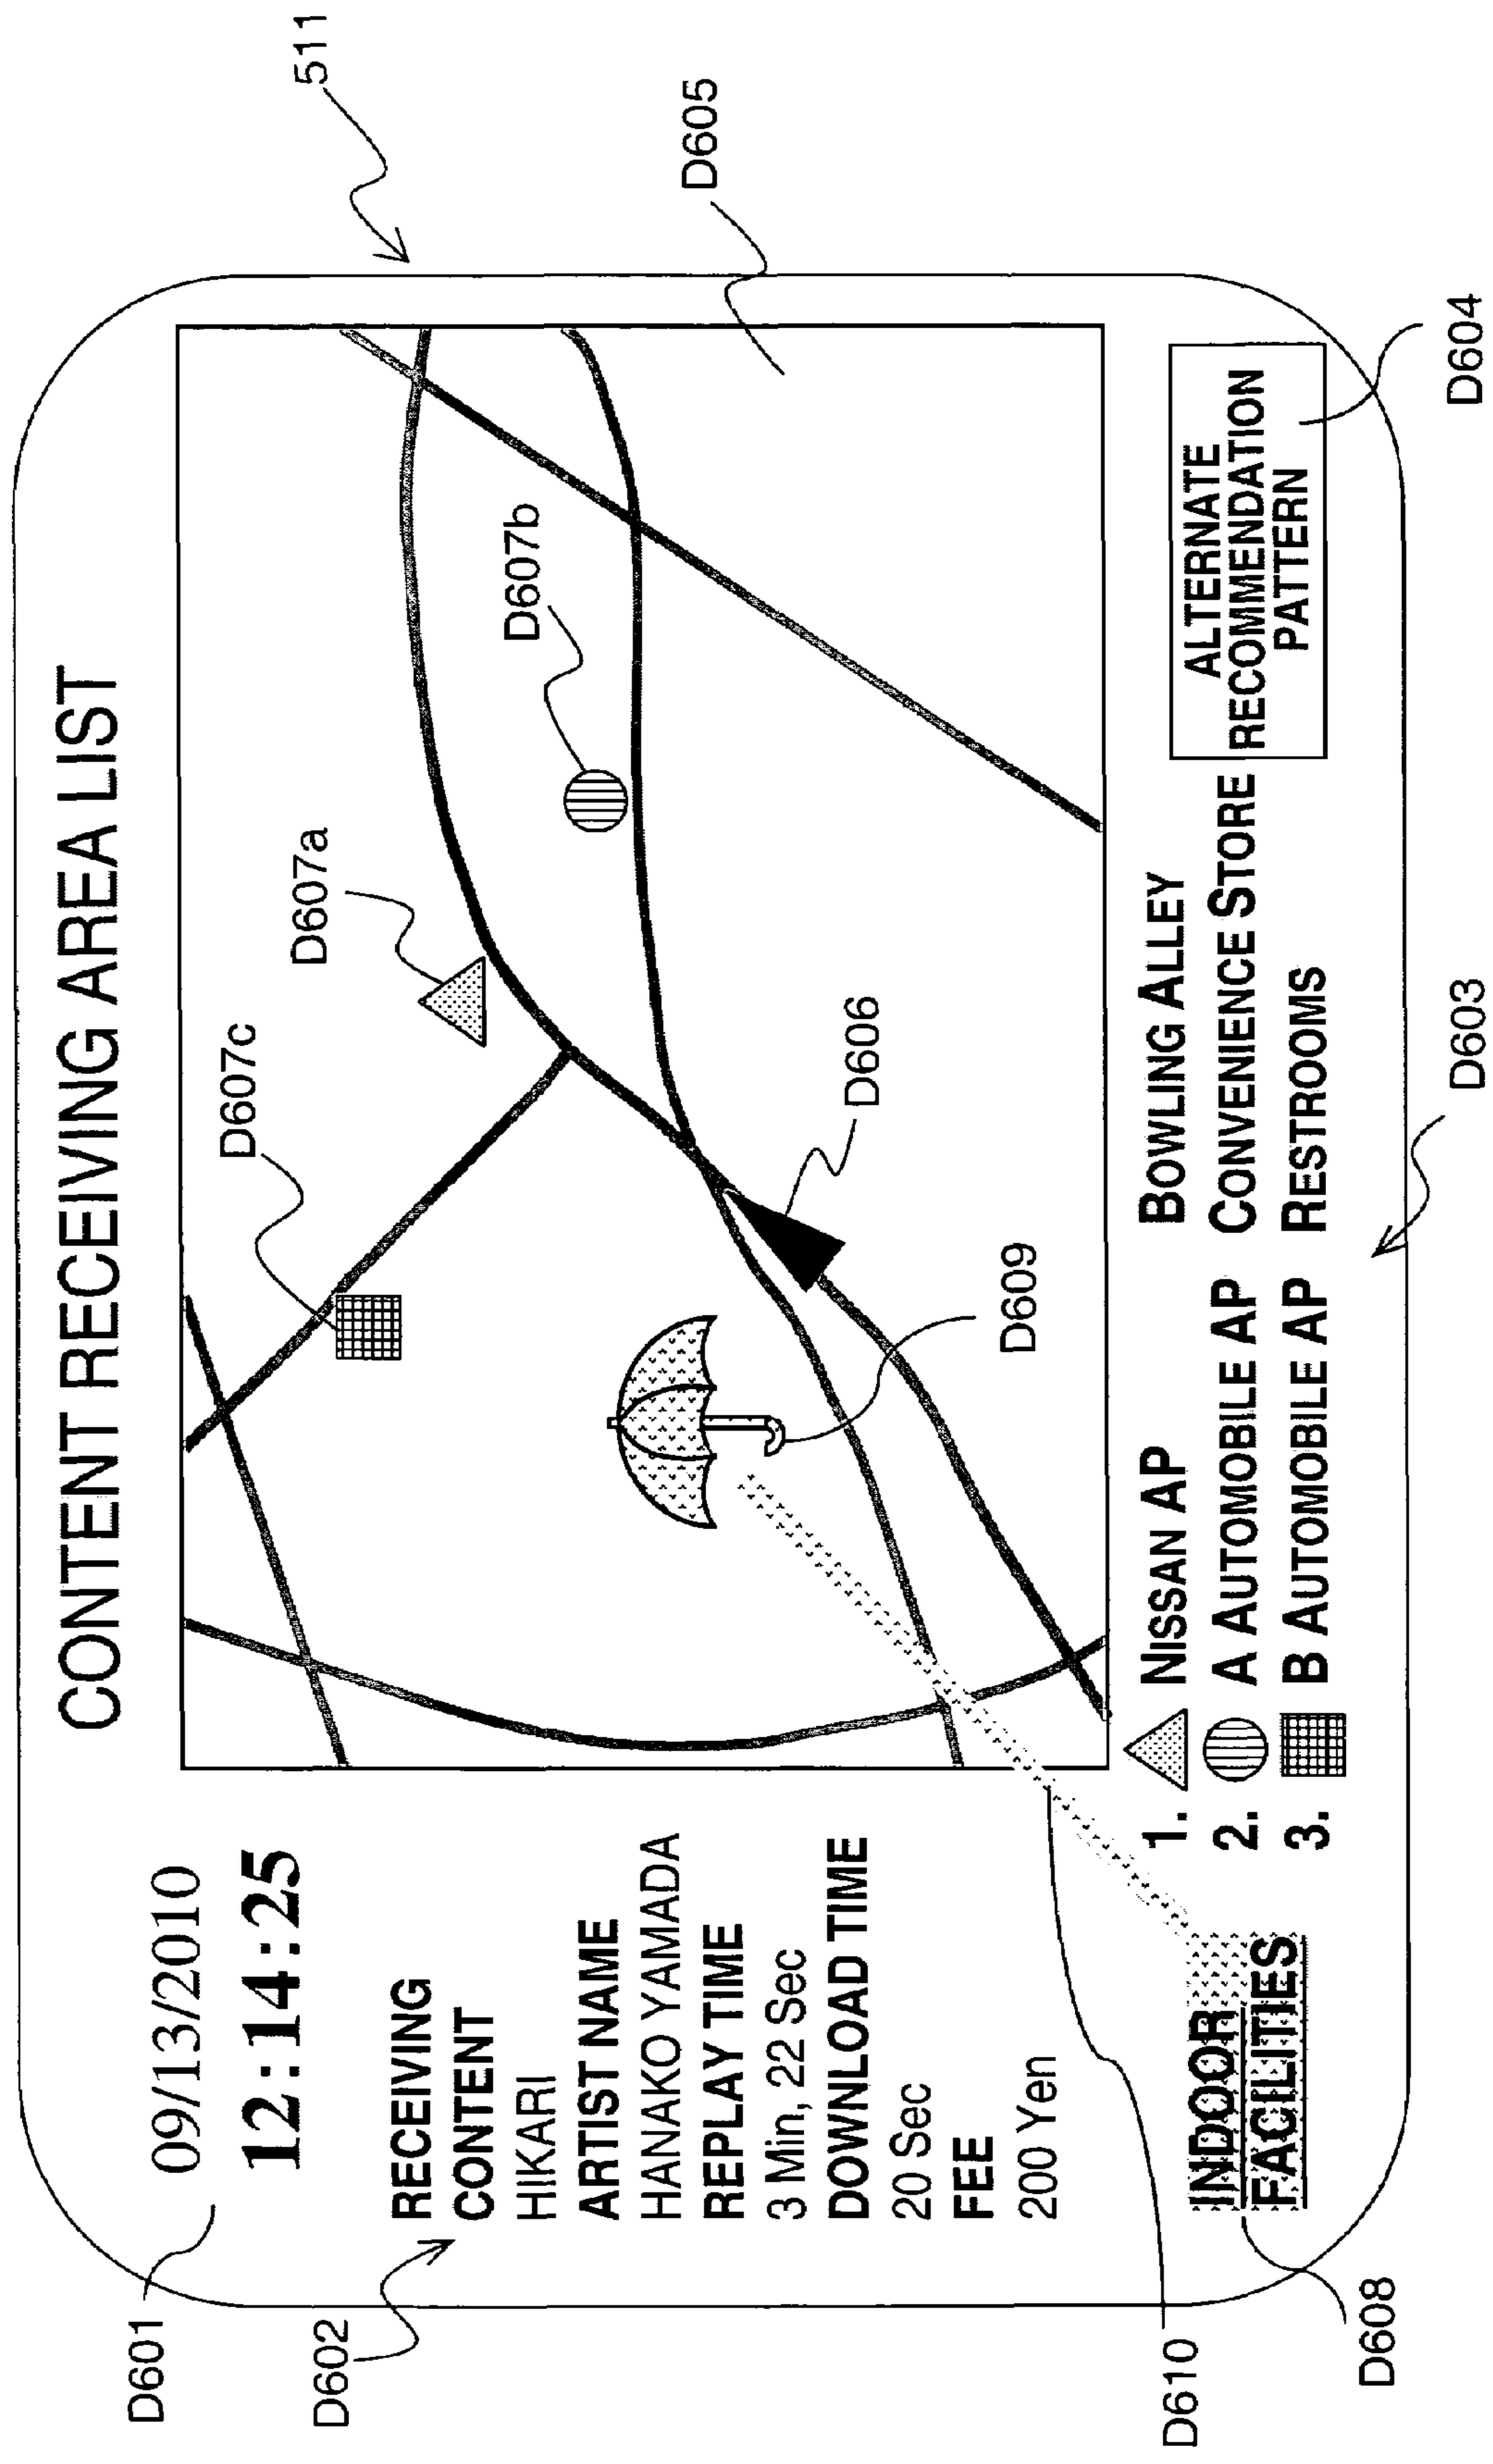 CONTENT RECEIVING AREA LIST
511
D601
09/13/2010
12:14:25
D602
RECEIVING
CONTENT
HIKARI
ARTIST NAME
HANAKO YAMADA
REPLAY TIME
3 Min, 22 Sec
DOWNLOAD TIME
20 Sec
FEE
200 Yen
D607c
D607a
D607b
D605
D606
D609
D610
D608
INDOOR
FACILITIES
1. NISSAN AP BOWLING ALLEY
2. A AUTOMOBILE AP CONVENIENCE STORE
3. B AUTOMOBILE AP RESTROOMS
ALTERNATE
RECOMMENDATION
PATTERN
D604
D603